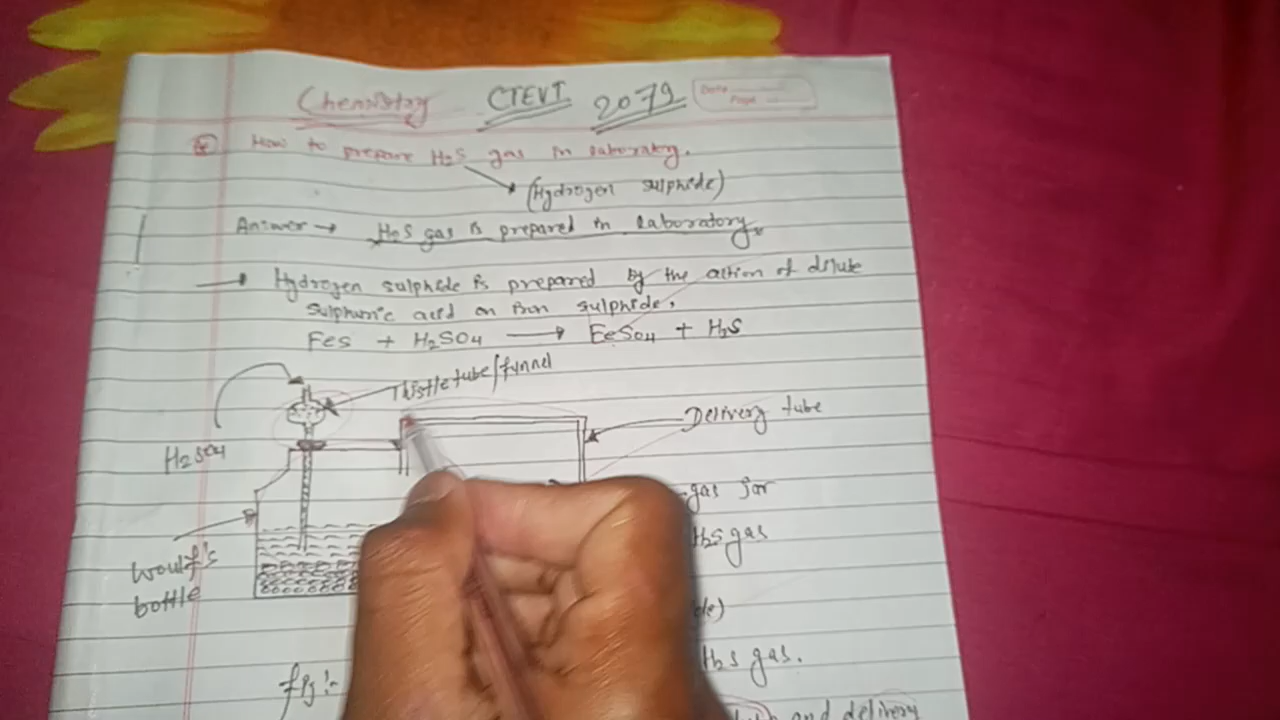 Chemistry CTEVT 2079
Date
Page
How to prepare H2S gas in laboratory.
(Hydrogen sulphide)
Answer → H2S gas is prepared in laboratory.
→ Hydrogen sulphide is prepared by the action of dilute
sulphuric acid on iron sulphide.
FeS + H2SO4 → FeSO4 + H2S
Thistle tube/funnel
Delivery tube
H2SO4
gas jar
H2S gas
Woulf's
bottle
H2S gas.
fig:-
and delivery